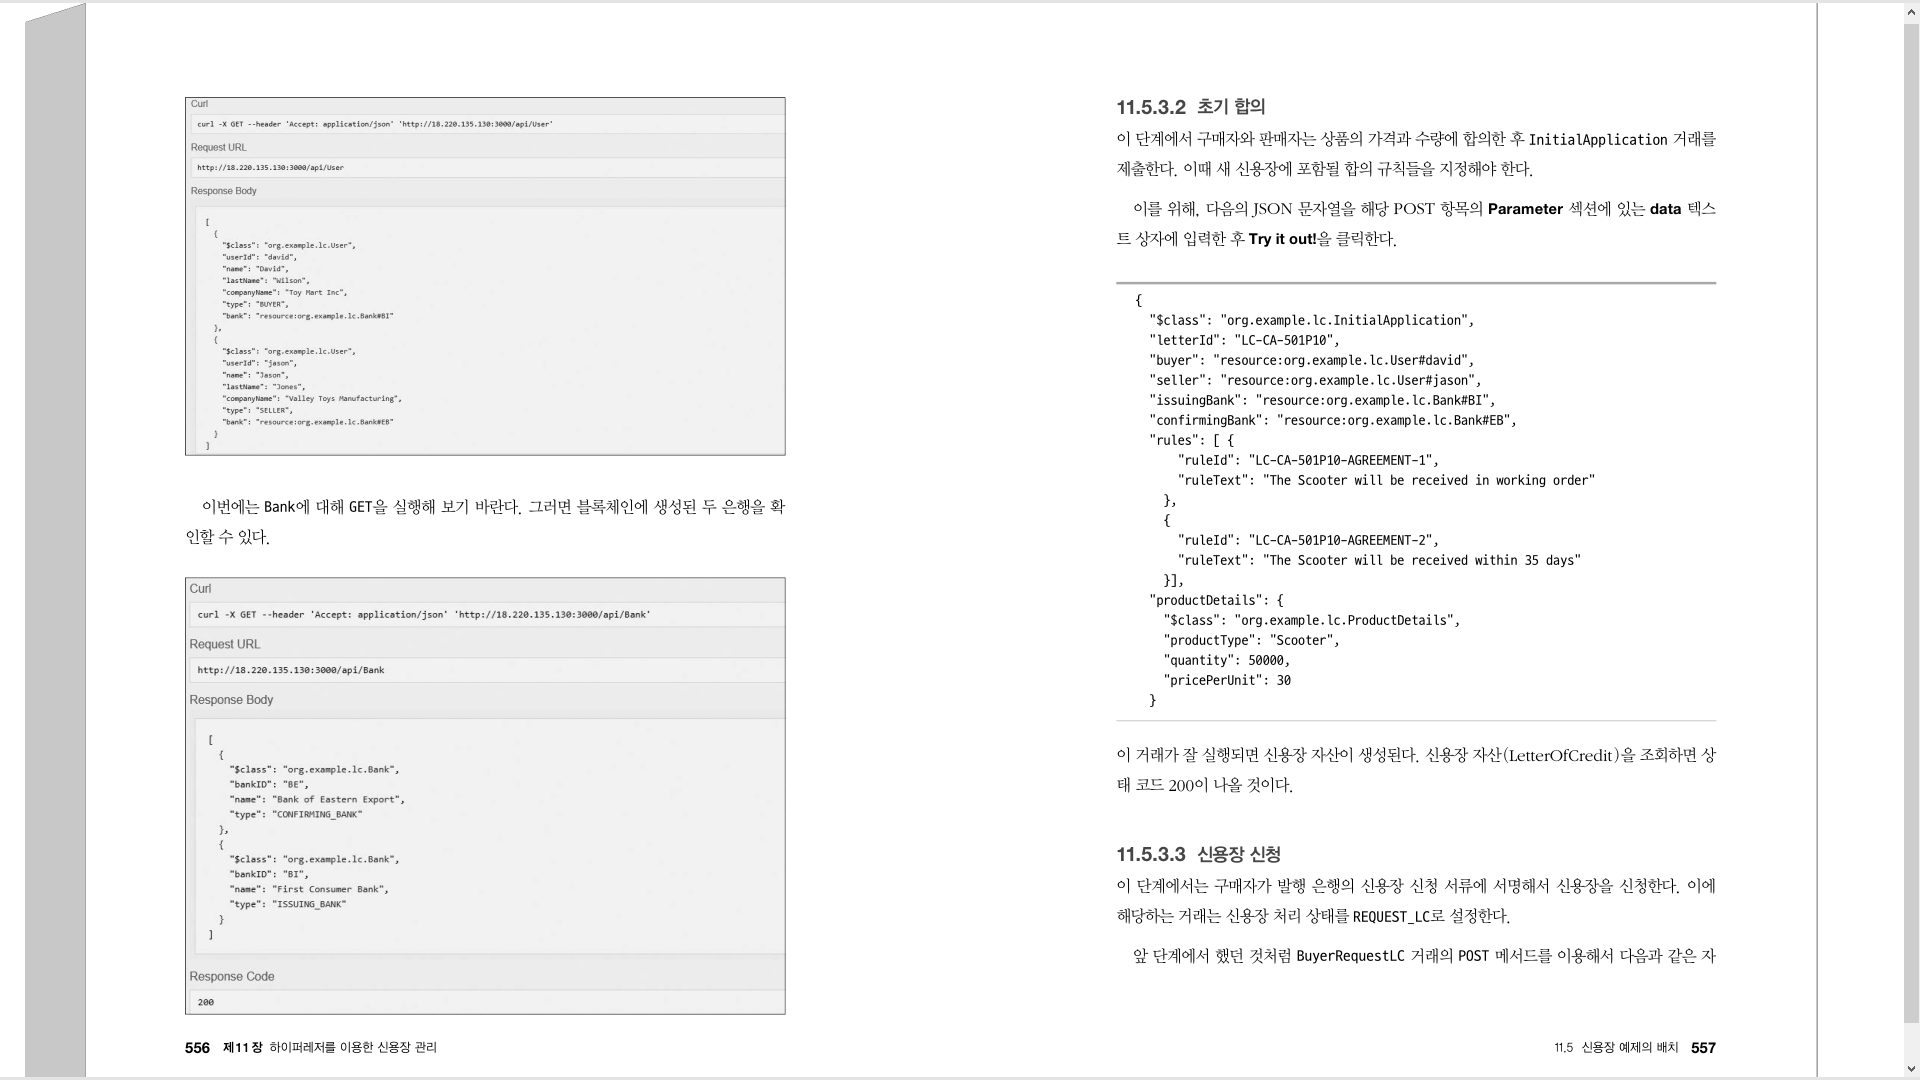 Curl
curl -X GET --header 'Accept: application/json' 'http://18.220.135.130:3000/api/User'
Request URL
http://18.220.135.130:3000/api/User
Response Body
[
  {
    "$class": "org.example.lc.User",
    "userId": "david",
    "name": "David",
    "lastName": "Wilson",
    "companyName": "Toy Mart Inc",
    "type": "BUYER",
    "bank": "resource:org.example.lc.Bank#BI"
  },
  {
    "$class": "org.example.lc.User",
    "userId": "jason",
    "name": "Jason",
    "lastName": "Jones",
    "companyName": "Valley Toys Manufacturing",
    "type": "SELLER",
    "bank": "resource:org.example.lc.Bank#EB"
  }
]
이번에는 Bank에 대해 GET을 실행해 보기 바란다. 그러면 블록체인에 생성된 두 은행을 확
인할 수 있다.
Curl
curl -X GET --header 'Accept: application/json' 'http://18.220.135.130:3000/api/Bank'
Request URL
http://18.220.135.130:3000/api/Bank
Response Body
[
  {
    "$class": "org.example.lc.Bank",
    "bankID": "BE",
    "name": "Bank of Eastern Export",
    "type": "CONFIRMING_BANK"
  },
  {
    "$class": "org.example.lc.Bank",
    "bankID": "BI",
    "name": "First Consumer Bank",
    "type": "ISSUING_BANK"
  }
]
Response Code
200
556 제11장 하이퍼레저를 이용한 신용장 관리
11.5.3.2 초기 합의
이 단계에서 구매자와 판매자는 상품의 가격과 수량에 합의한 후 InitialApplication 거래를
제출한다. 이때 새 신용장에 포함될 합의 규칙들을 지정해야 한다.
이를 위해, 다음의 JSON 문자열을 해당 POST 항목의 Parameter 섹션에 있는 data 텍스
트 상자에 입력한 후 Try it out!을 클릭한다.
{
  "$class": "org.example.lc.InitialApplication",
  "letterId": "LC-CA-501P10",
  "buyer": "resource:org.example.lc.User#david",
  "seller": "resource:org.example.lc.User#jason",
  "issuingBank": "resource:org.example.lc.Bank#BI",
  "confirmingBank": "resource:org.example.lc.Bank#EB",
  "rules": [ {
      "ruleId": "LC-CA-501P10-AGREEMENT-1",
      "ruleText": "The Scooter will be received in working order"
    },
    {
      "ruleId": "LC-CA-501P10-AGREEMENT-2",
      "ruleText": "The Scooter will be received within 35 days"
    }],
  "productDetails": {
    "$class": "org.example.lc.ProductDetails",
    "productType": "Scooter",
    "quantity": 50000,
    "pricePerUnit": 30
  }
이 거래가 잘 실행되면 신용장 자산이 생성된다. 신용장 자산(LetterOfCredit)을 조회하면 상
태 코드 200이 나올 것이다.
11.5.3.3 신용장 신청
이 단계에서는 구매자가 발행 은행의 신용장 신청 서류에 서명해서 신용장을 신청한다. 이에
해당하는 거래는 신용장 처리 상태를 REQUEST_LC로 설정한다.
앞 단계에서 했던 것처럼 BuyerRequestLC 거래의 POST 메서드를 이용해서 다음과 같은 자
11.5 신용장 예제의 배치 557